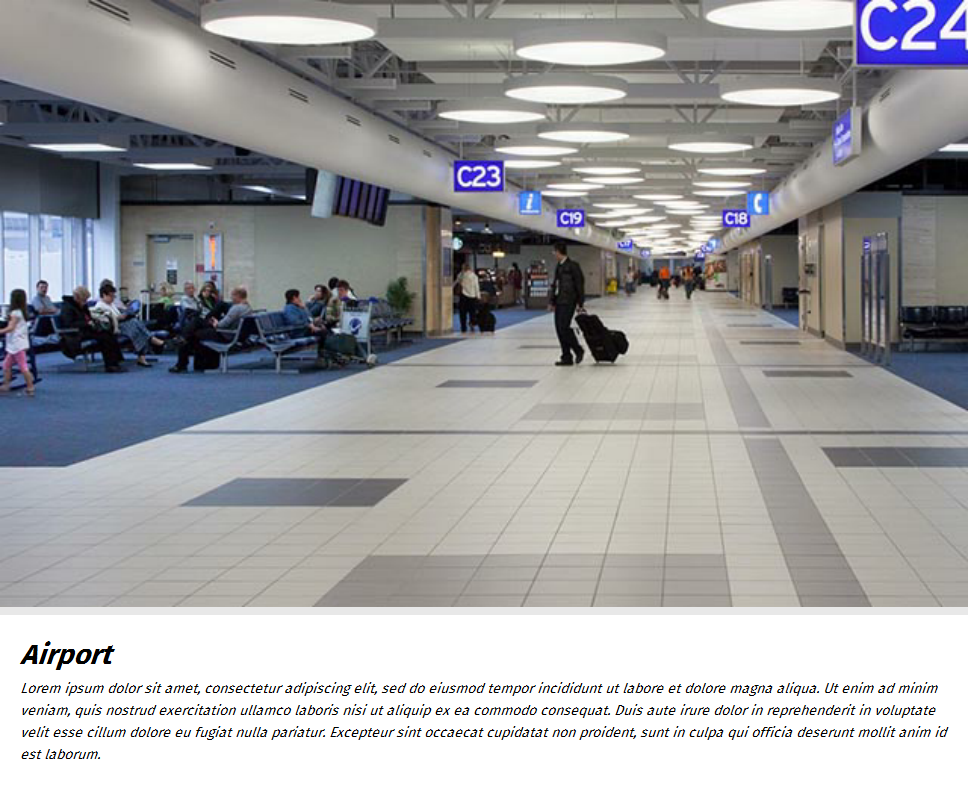 C24
C23
i
C19
C18
Airport
Lorem ipsum dolor sit amet, consectetur adipiscing elit, sed do eiusmod tempor incididunt ut labore et dolore magna aliqua. Ut enim ad minim
veniam, quis nostrud exercitation ullamco laboris nisi ut aliquip ex ea commodo consequat. Duis aute irure dolor in reprehenderit in voluptate
velit esse cillum dolore eu fugiat nulla pariatur. Excepteur sint occaecat cupidatat non proident, sunt in culpa qui officia deserunt mollit anim id
est laborum.